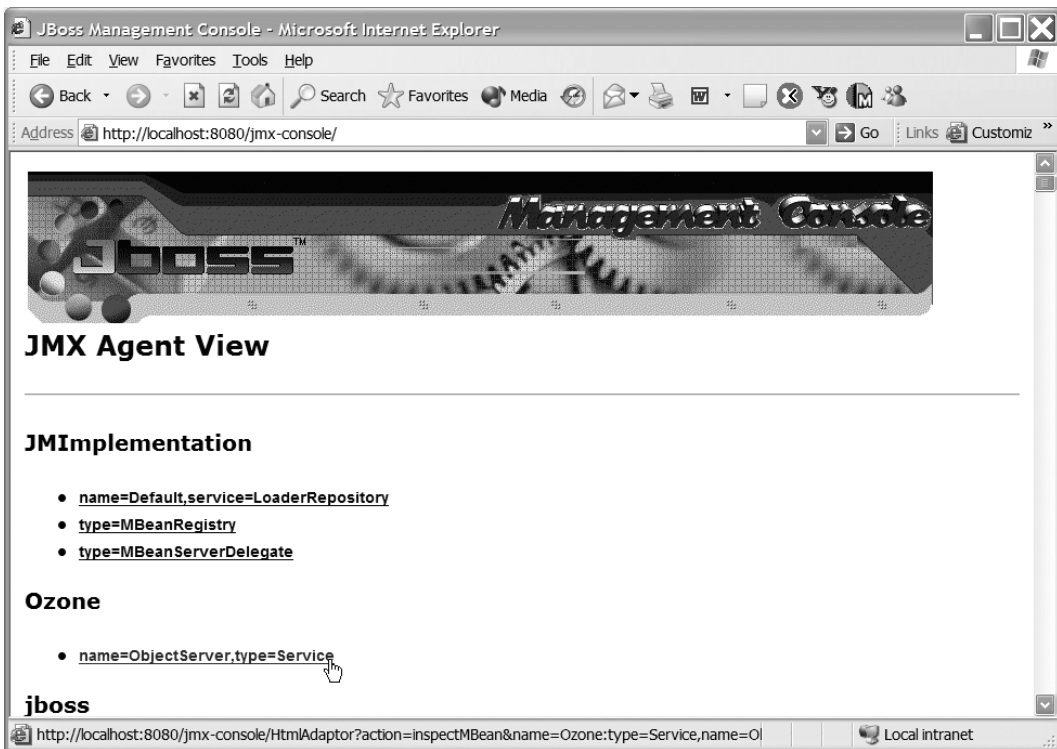 JBoss Management Console - Microsoft Internet Explorer
File Edit View Favorites Tools Help
Back Search Favorites Media
Address http://localhost:8080/jmx-console/ Go Links Customiz »
Management Console
Jboss™
JMX Agent View
JMImplementation
• name=Default,service=LoaderRepository
• type=MBeanRegistry
• type=MBeanServerDelegate
Ozone
• name=ObjectServer,type=Service
jboss
http://localhost:8080/jmx-console/HtmlAdaptor?action=inspectMBean&name=Ozone:type=Service,name=Ol Local intranet